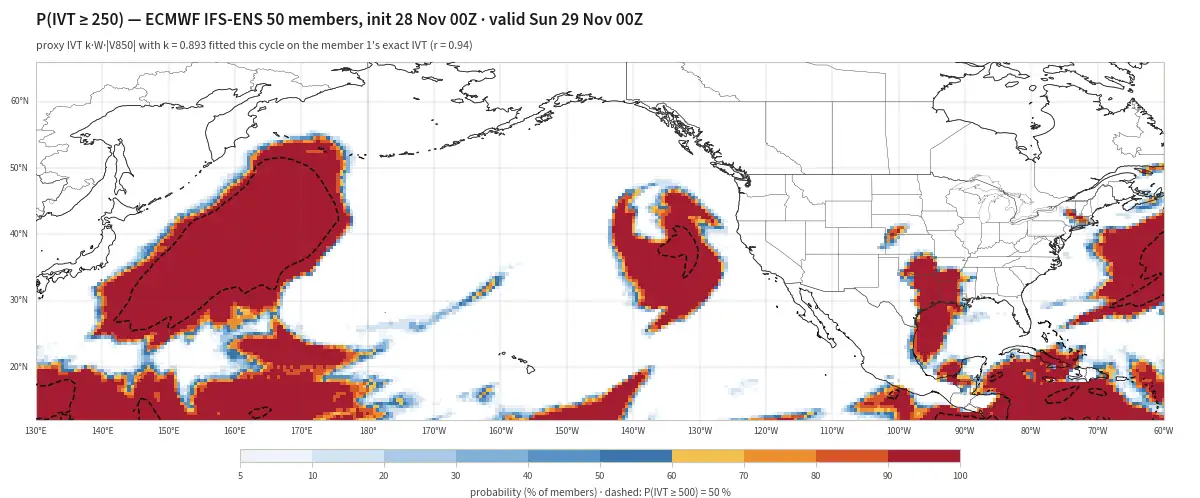 P(IVT ≥ 250) — ECMWF IFS-ENS 50 members, init 28 Nov 00Z · valid Sun 29 Nov 00Z
proxy IVT k·W·|V850| with k = 0.893 fitted this cycle on the member 1's exact IVT (r = 0.94)
60°N
50°N
40°N
30°N
20°N
130°E 140°E 150°E 160°E 170°E 180° 170°W 160°W 150°W 140°W 130°W 120°W 110°W 100°W 90°W 80°W 70°W 60°W
5 10 20 30 40 50 60 70 80 90 100
probability (% of members) · dashed: P(IVT ≥ 500) = 50 %